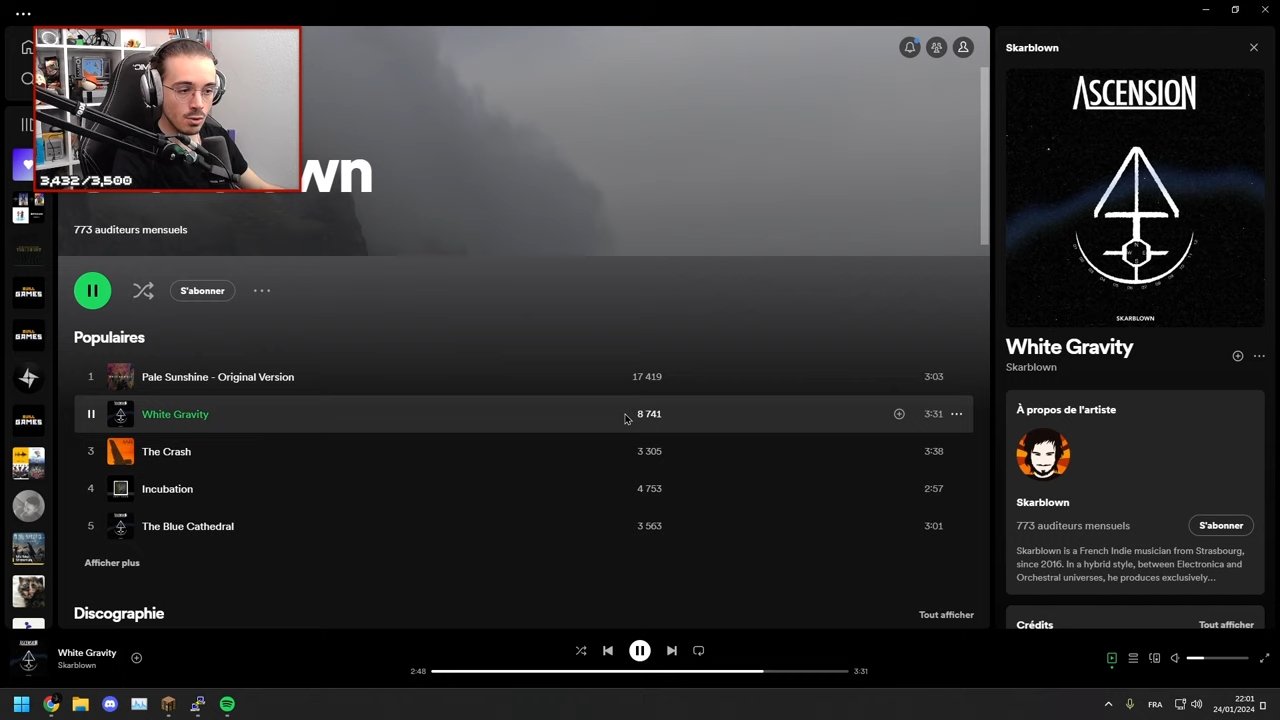 3,432/3,500
wn
773 auditeurs mensuels
S'abonner
Populaires
1 Pale Sunshine - Original Version 17 419 3:03
White Gravity 8 741 3:31
3 The Crash 3 305 3:38
4 Incubation 4 753 2:57
5 The Blue Cathedral 3 563 3:01
Afficher plus
Discographie Tout afficher
Skarblown
ASCENSION
SKARBLOWN
White Gravity
Skarblown
À propos de l'artiste
Skarblown
773 auditeurs mensuels S'abonner
Skarblown is a French Indie musician from Strasbourg,
since 2016. In a hybrid style, between Electronica and
Orchestral universes, he produces exclusively...
Crédits Tout afficher
White Gravity
Skarblown
2:48 3:31
FRA
22:01
24/01/2024